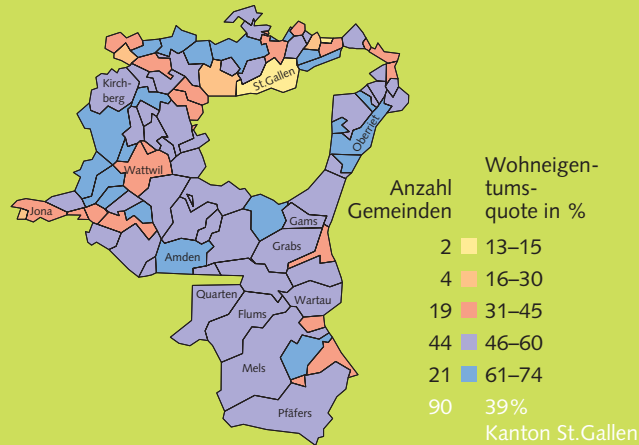 St.Gallen
Kirch-
berg
Oberriet
Wattwil
Jona
Gams
Grabs
Amden
Quarten
Wartau
Flums
Mels
Pfäfers
Anzahl
Gemeinden
Wohneigen-
tums-
quote in %
2 13–15
4 16–30
19 31–45
44 46–60
21 61–74
90 39%
Kanton St.Gallen